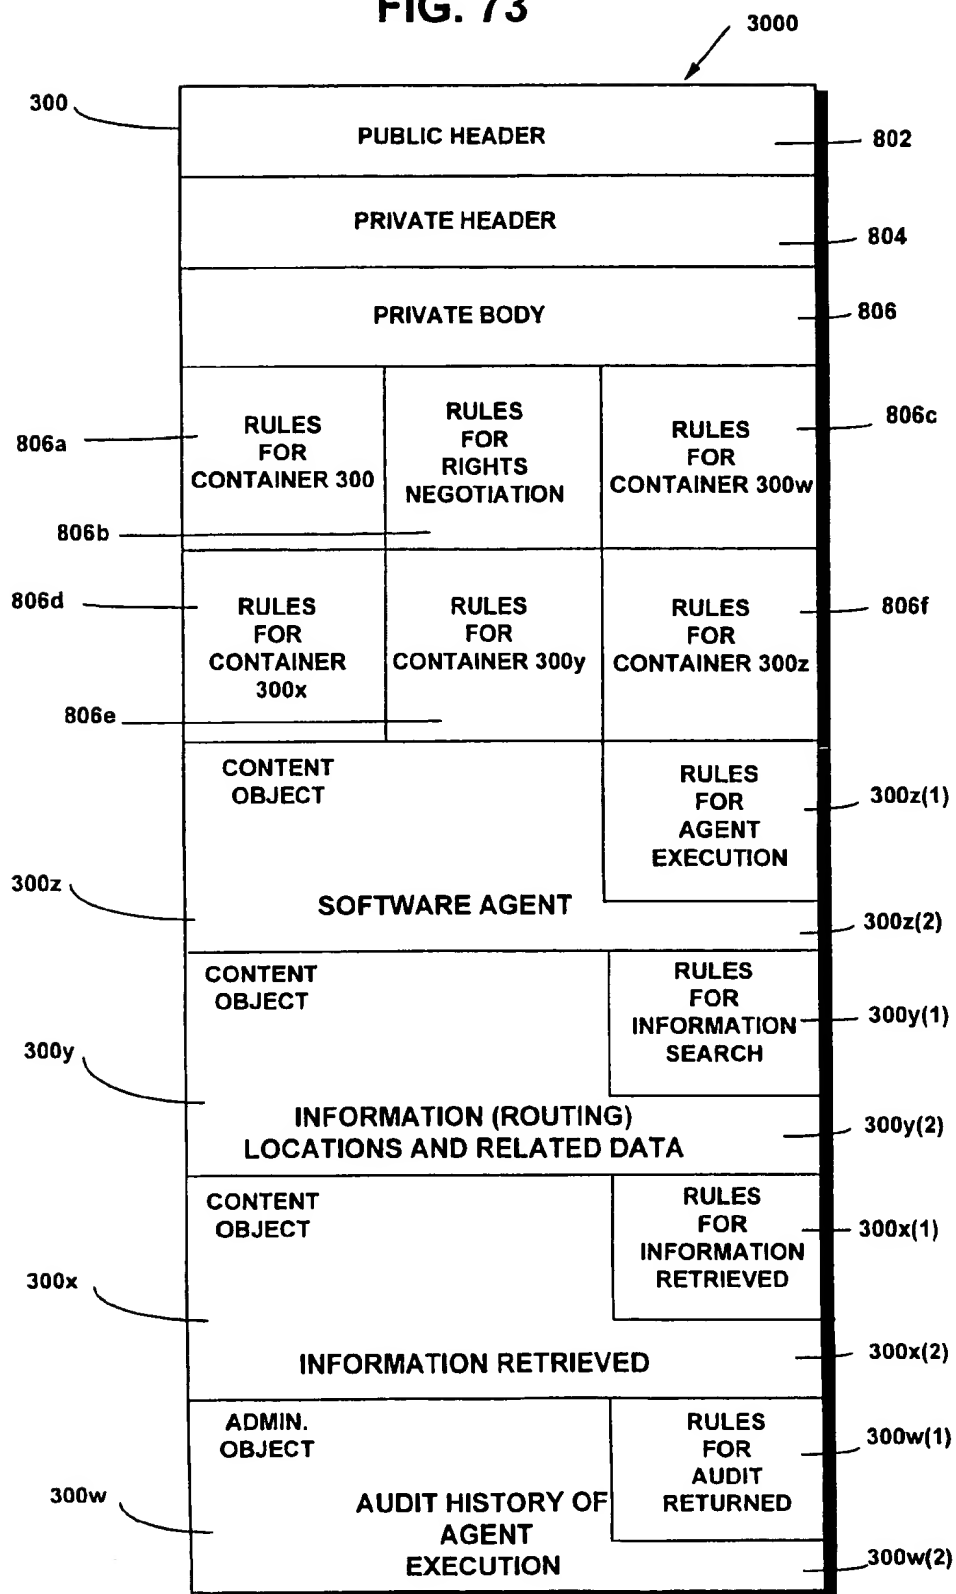 FIG. 73
3000
300
PUBLIC HEADER
802
PRIVATE HEADER
804
PRIVATE BODY
806
806a
RULES
FOR
CONTAINER 300
RULES
FOR
RIGHTS
NEGOTIATION
806b
RULES
FOR
CONTAINER 300w
806c
806d
RULES
FOR
CONTAINER
300x
RULES
FOR
CONTAINER 300y
806e
RULES
FOR
CONTAINER 300z
806f
CONTENT
OBJECT
RULES
FOR
AGENT
EXECUTION
300z(1)
300z
SOFTWARE AGENT
300z(2)
CONTENT
OBJECT
RULES
FOR
INFORMATION
SEARCH
300y(1)
300y
INFORMATION (ROUTING)
LOCATIONS AND RELATED DATA
300y(2)
CONTENT
OBJECT
RULES
FOR
INFORMATION
RETRIEVED
300x(1)
300x
INFORMATION RETRIEVED
300x(2)
ADMIN.
OBJECT
RULES
FOR
AUDIT
RETURNED
300w(1)
300w
AUDIT HISTORY OF
AGENT
EXECUTION
300w(2)